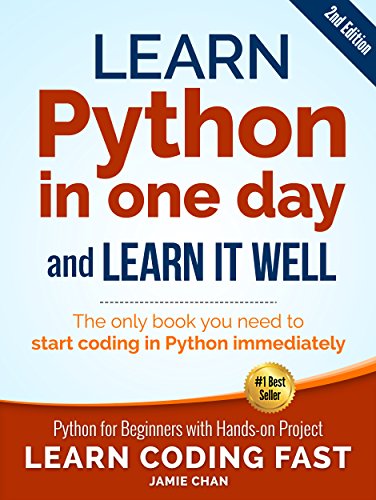 2nd Edition
LEARN
Python
in one day
and LEARN IT WELL
The only book you need to
start coding in Python immediately
#1 Best
Seller
Python for Beginners with Hands-on Project
LEARN CODING FAST
JAMIE CHAN